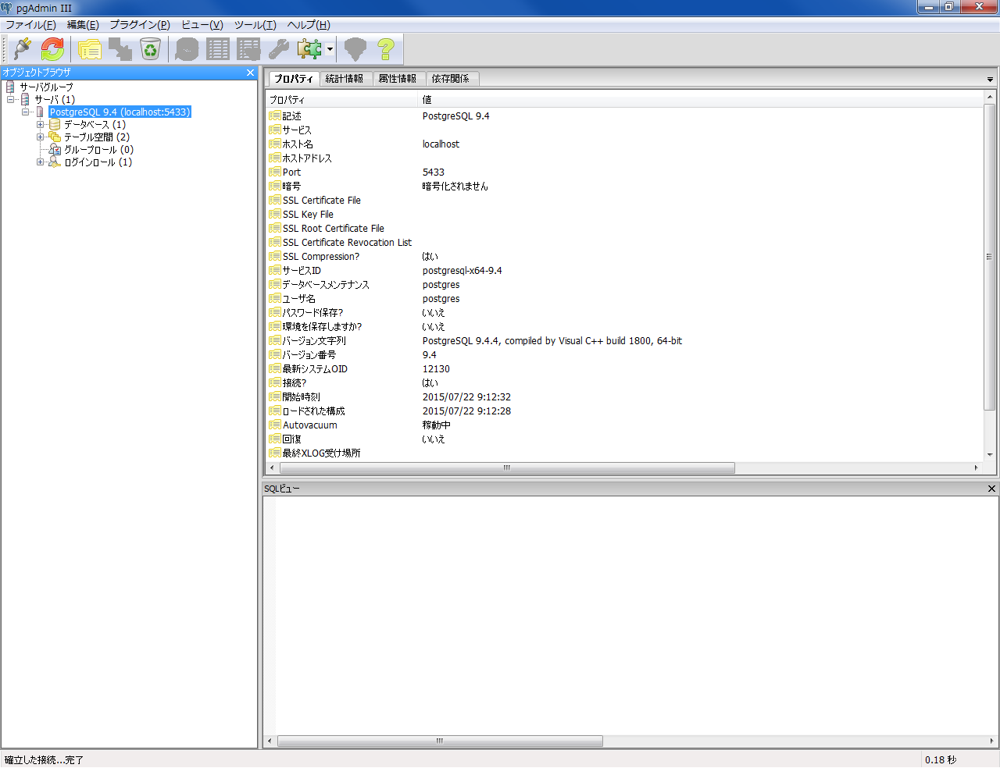 pgAdmin III
ファイル(F) 編集(E) プラグイン(P) ビュー(V) ツール(T) ヘルプ(H)
オブジェクトブラウザ
サーバグループ
サーバ (1)
PostgreSQL 9.4 (localhost:5433)
データベース (1)
テーブル空間 (2)
グループロール (0)
ログインロール (1)
プロパティ 統計情報 属性情報 依存関係
プロパティ 値
記述 PostgreSQL 9.4
サービス
ホスト名 localhost
ホストアドレス
Port 5433
暗号 暗号化されません
SSL Certificate File
SSL Key File
SSL Root Certificate File
SSL Certificate Revocation List
SSL Compression? はい
サービスID postgresql-x64-9.4
データベースメンテナンス postgres
ユーザ名 postgres
パスワード保存? いいえ
環境を保存しますか? いいえ
バージョン文字列 PostgreSQL 9.4.4, compiled by Visual C++ build 1800, 64-bit
バージョン番号 9.4
最新システムOID 12130
接続? はい
開始時刻 2015/07/22 9:12:32
ロードされた構成 2015/07/22 9:12:28
Autovacuum 稼動中
回復 いいえ
最終XLOG受け場所
SQLビュー
確立した接続...完了 0.18 秒